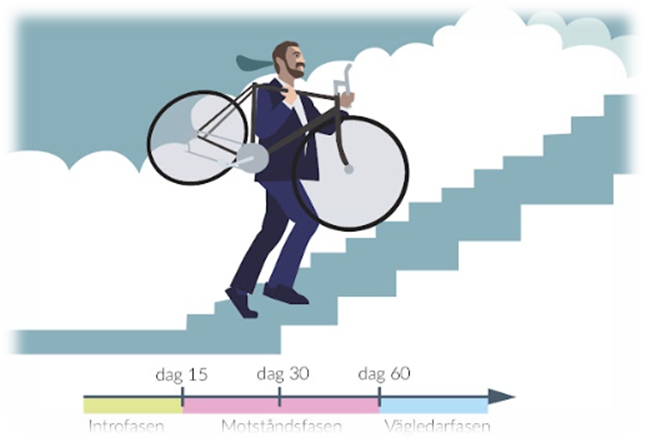 dag 15 dag 30 dag 60
Introfasen Motståndsfasen Vägledarfasen